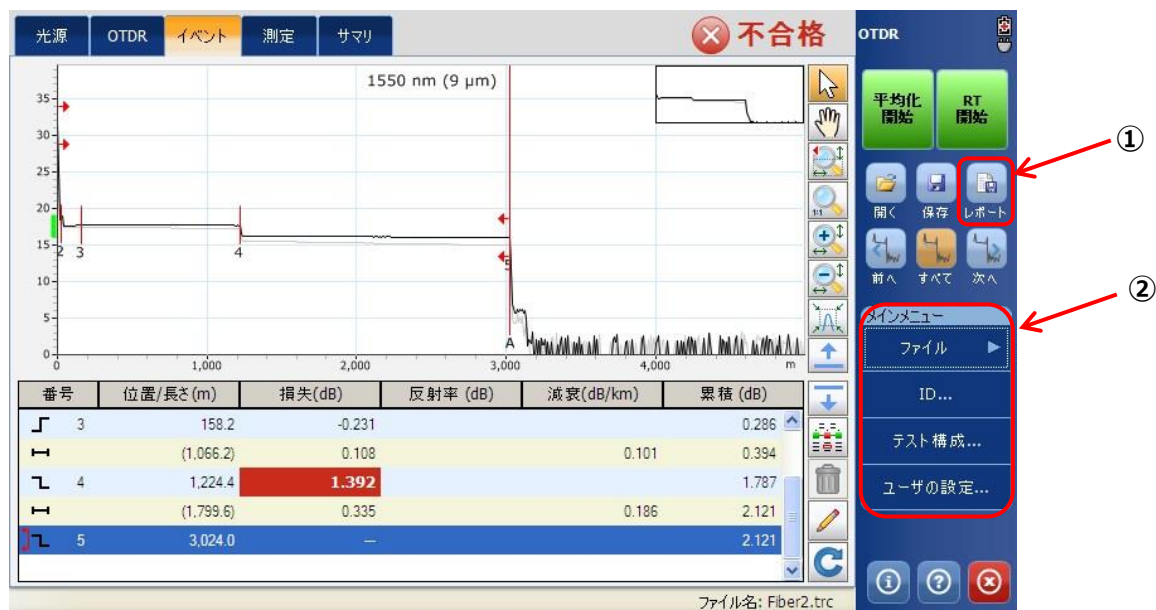 光源 OTDR イベント 測定 サマリ 不合格 OTDR
1550 nm (9 µm)
35
30
25
20
15
10
5
0
2 3 4 5
A
0 1,000 2,000 3,000 4,000 m
1:1
番号 位置/長さ(m) 損失(dB) 反射率 (dB) 減衰(dB/km) 累積 (dB)
3 158.2 -0.231 0.286
(1,066.2) 0.108 0.101 0.394
4 1,224.4 1.392 1.787
(1,799.6) 0.335 0.186 2.121
5 3,024.0 — 2.121
ファイル名: Fiber2.trc
平均化
開始
RT
開始
①
開く 保存 レポート
前へ すべて 次へ
②
メインメニュー
ファイル
ID...
テスト構成...
ユーザの設定...